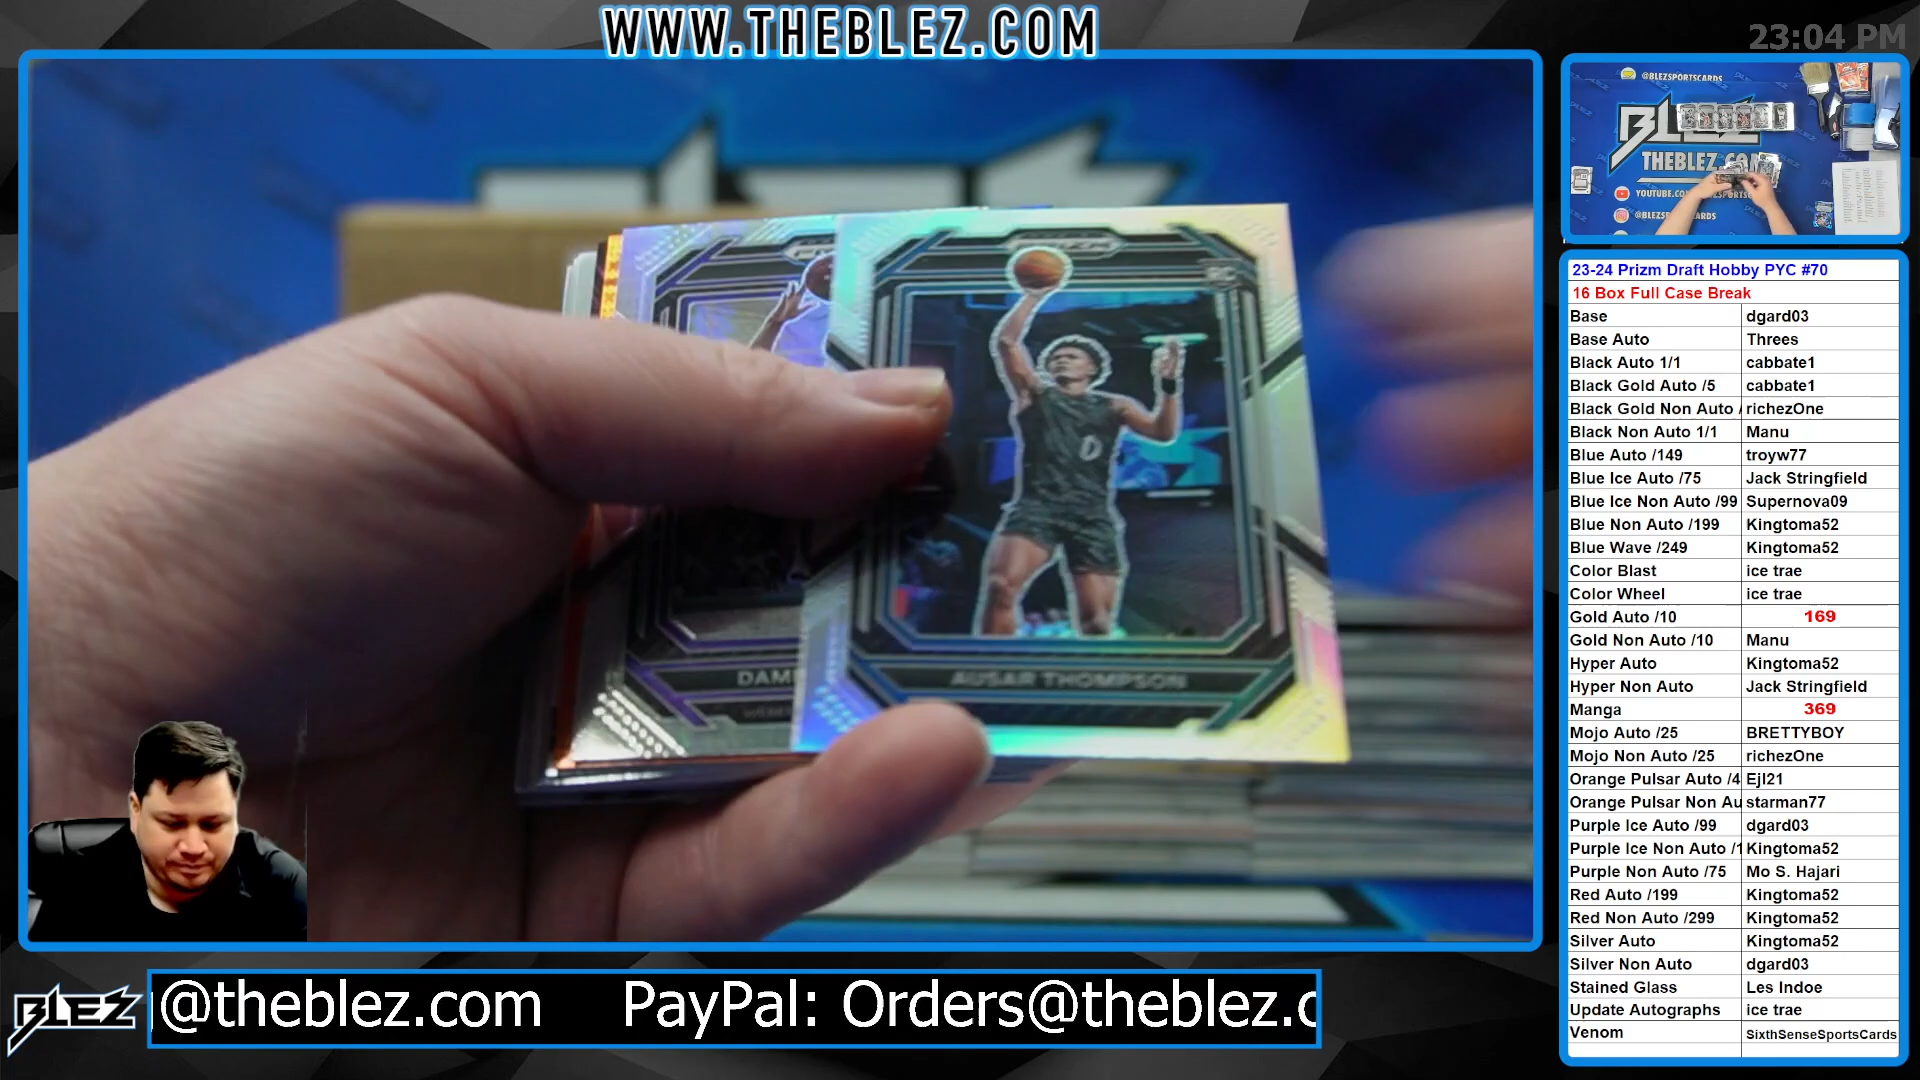 WWW.THEBLEZ.COM
23:04 PM
@BLEZSPORTSCARDS
BLEZ
THEBLEZ.COM
RC
0
DAM
AUSAR THOMPSON
23-24 Prizm Draft Hobby PYC #70
16 Box Full Case Break
Base dgard03
Base Auto Threes
Black Auto 1/1 cabbate1
Black Gold Auto /5 cabbate1
Black Gold Non Auto / richezOne
Black Non Auto 1/1 Manu
Blue Auto /149 troyw77
Blue Ice Auto /75 Jack Stringfield
Blue Ice Non Auto /99 Supernova09
Blue Non Auto /199 Kingtoma52
Blue Wave /249 Kingtoma52
Color Blast ice trae
Color Wheel ice trae
Gold Auto /10 169
Gold Non Auto /10 Manu
Hyper Auto Kingtoma52
Hyper Non Auto Jack Stringfield
Manga 369
Mojo Auto /25 BRETTYBOY
Mojo Non Auto /25 richezOne
Orange Pulsar Auto /4 Ejl21
Orange Pulsar Non Au starman77
Purple Ice Auto /99 dgard03
Purple Ice Non Auto /1 Kingtoma52
Purple Non Auto /75 Mo S. Hajari
Red Auto /199 Kingtoma52
Red Non Auto /299 Kingtoma52
Silver Auto Kingtoma52
Silver Non Auto dgard03
Stained Glass Les Indoe
Update Autographs ice trae
Venom SixthSenseSportsCards
BLEZ
@theblez.com PayPal: Orders@theblez.c